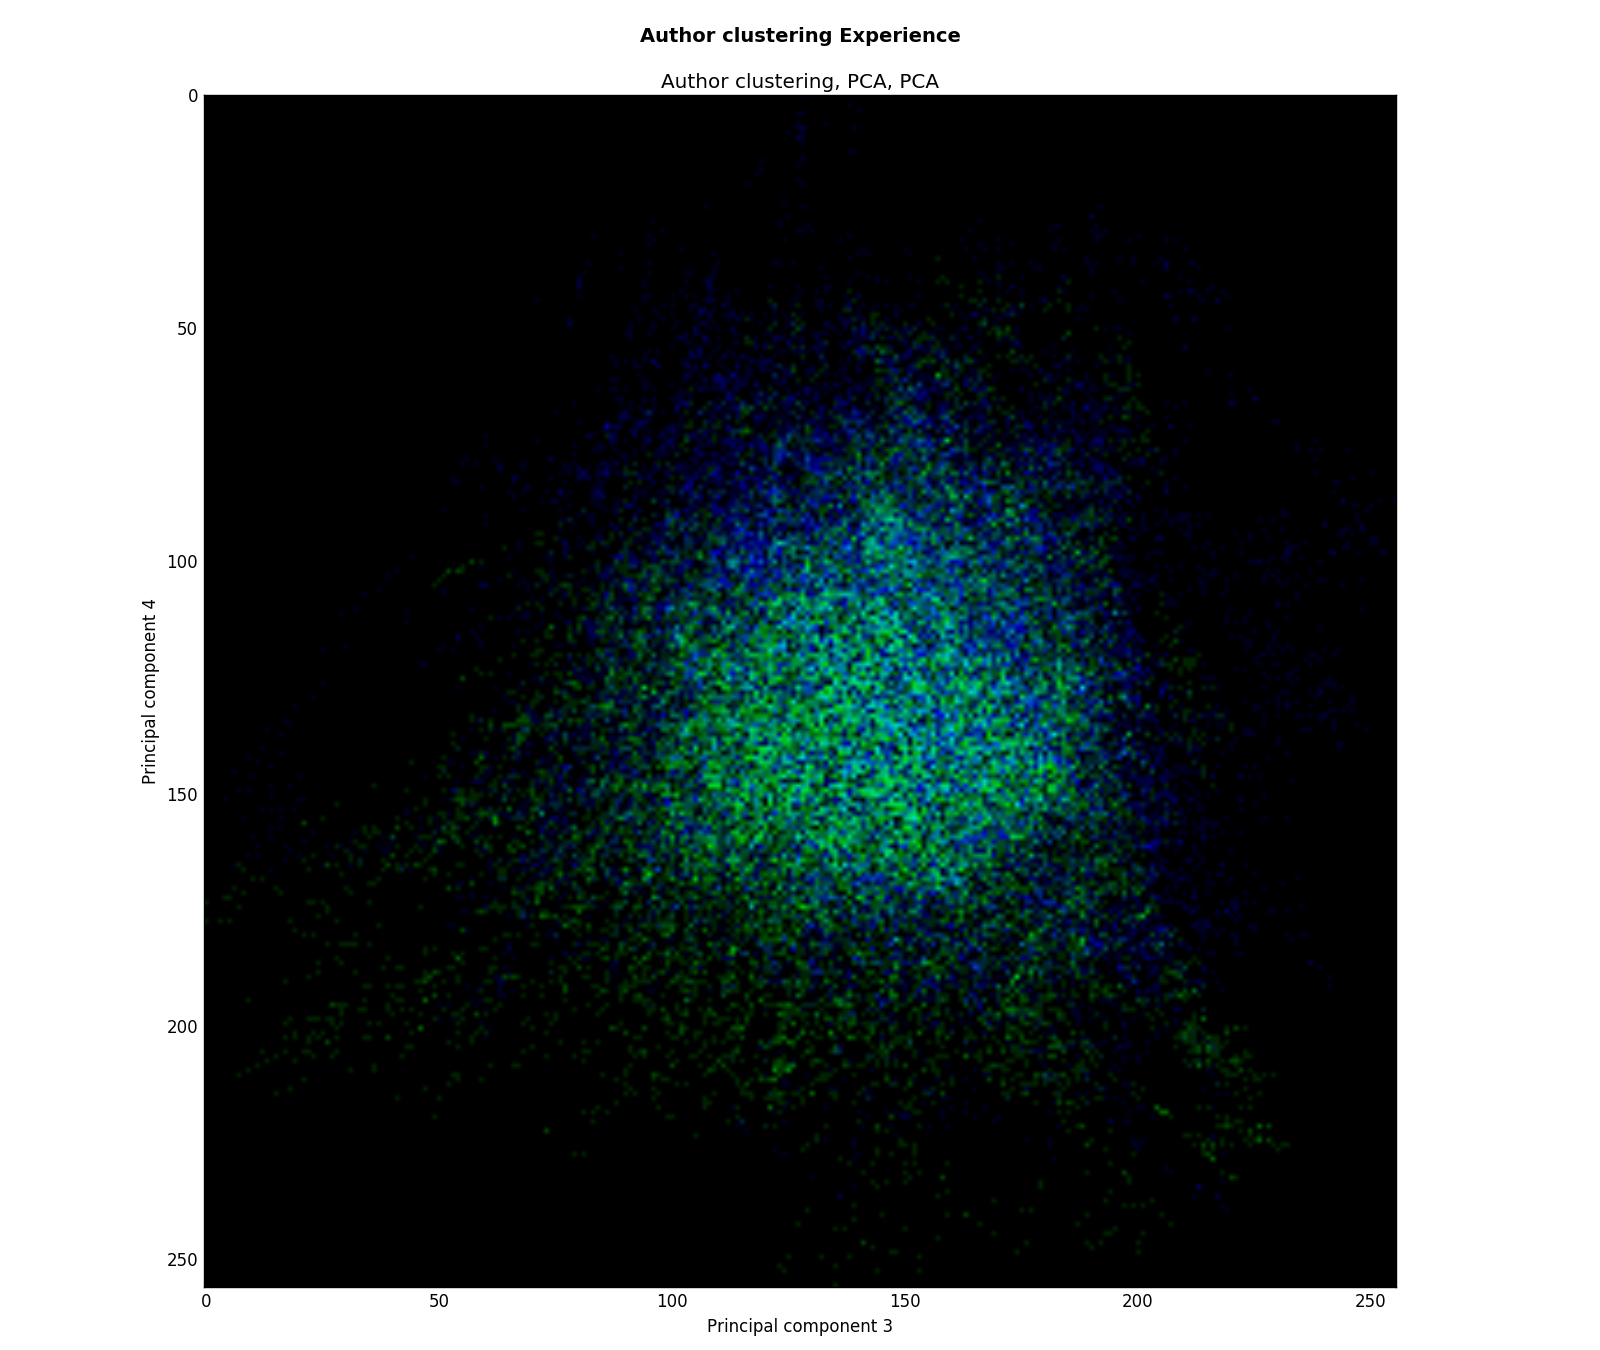 Author clustering Experience
Author clustering, PCA, PCA
0
50
100
150
200
250
Principal component 4
0 50 100 150 200 250
Principal component 3